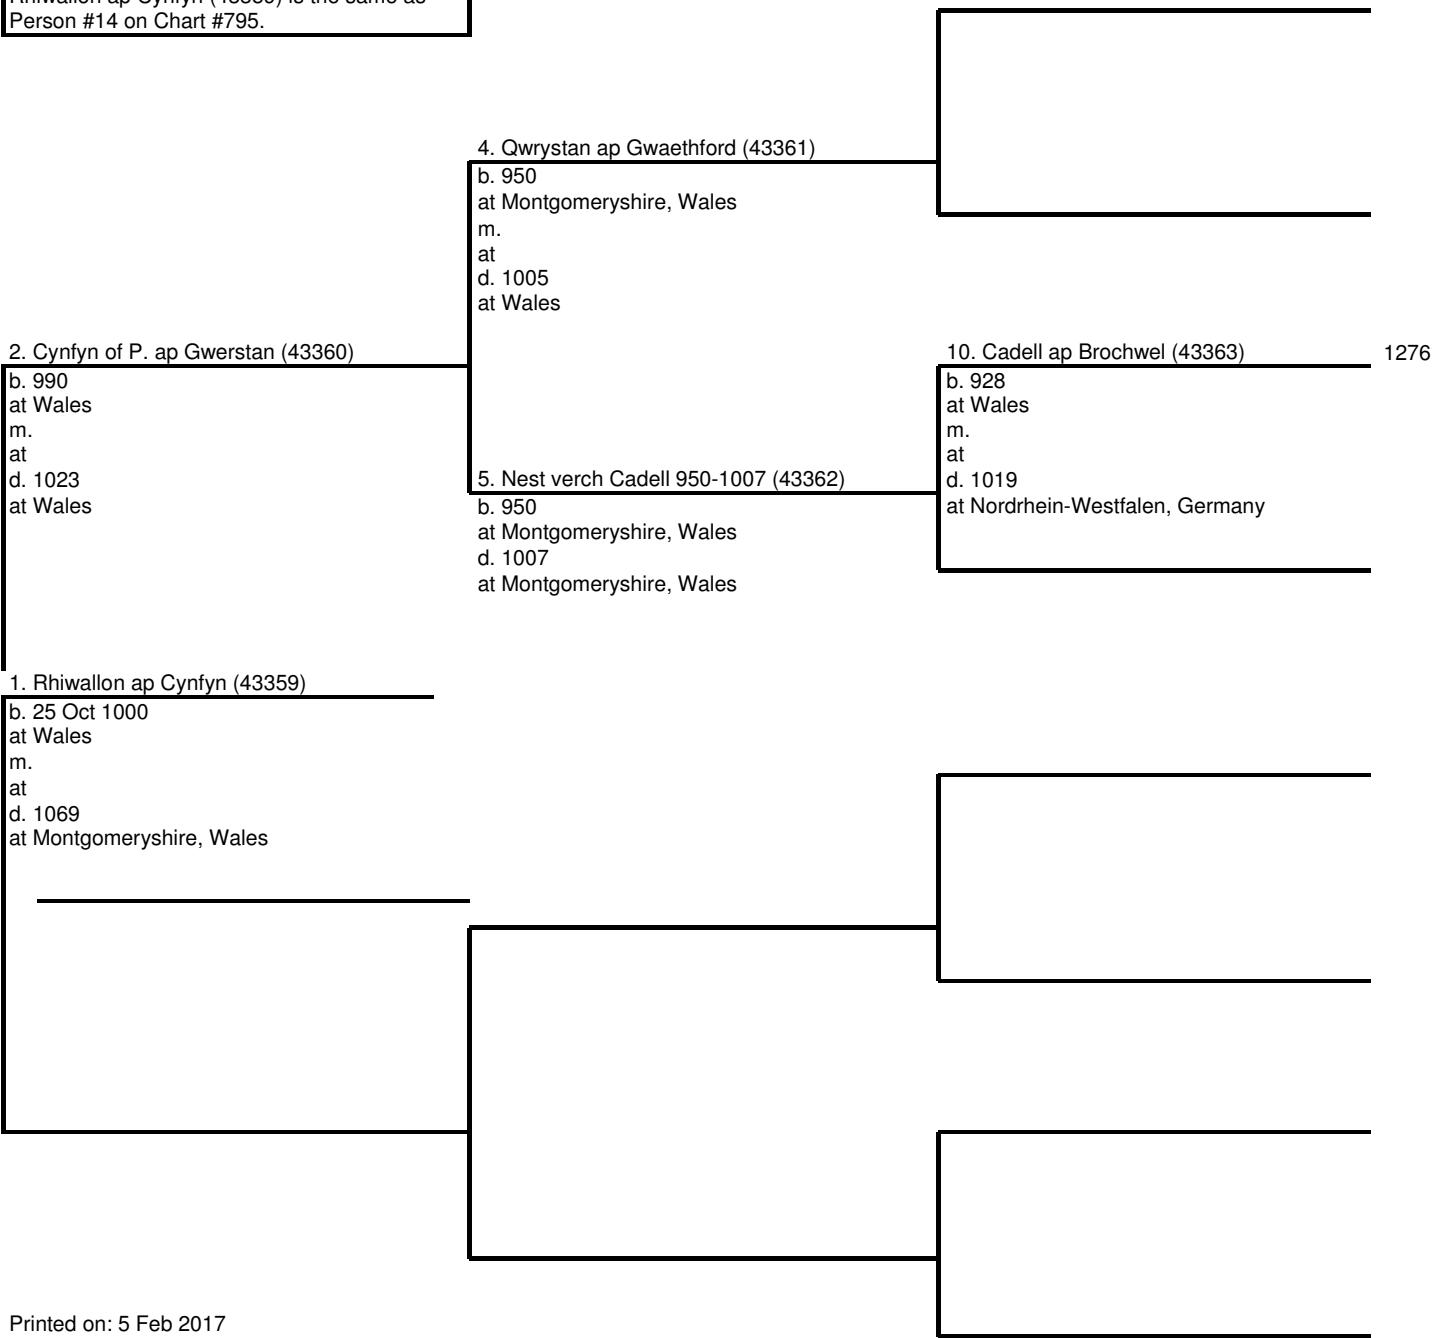 Person #14 on Chart #795.
4. Qwrystan ap Gwaethford (43361)
b. 950
at Montgomeryshire, Wales
m.
at
d. 1005
at Wales
2. Cynfyn of P. ap Gwerstan (43360)
b. 990
at Wales
m.
at
d. 1023
at Wales
10. Cadell ap Brochwel (43363) 1276
b. 928
at Wales
m.
at
d. 1019
at Nordrhein-Westfalen, Germany
5. Nest verch Cadell 950-1007 (43362)
b. 950
at Montgomeryshire, Wales
d. 1007
at Montgomeryshire, Wales
1. Rhiwallon ap Cynfyn (43359)
b. 25 Oct 1000
at Wales
m.
at
d. 1069
at Montgomeryshire, Wales
Printed on: 5 Feb 2017